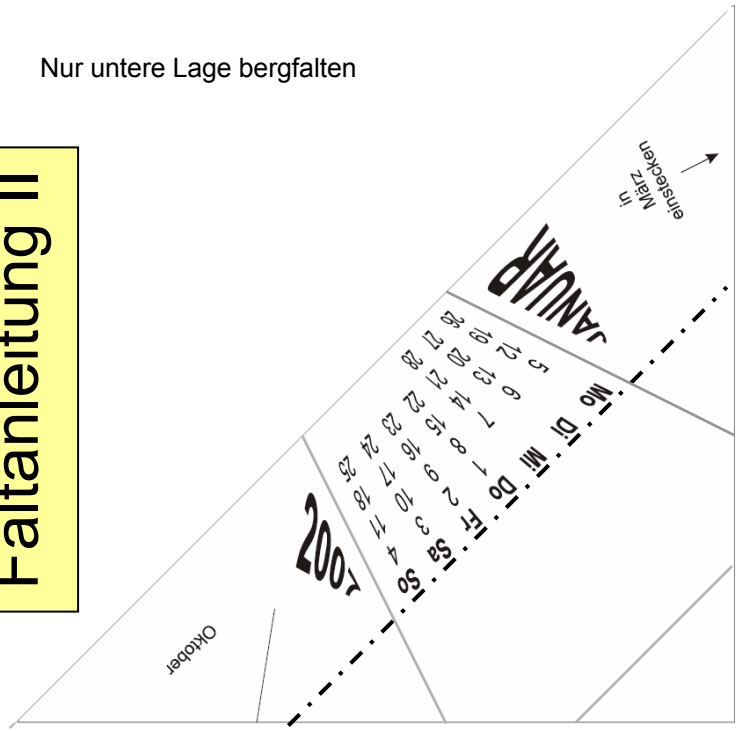 Nur untere Lage bergfalten
Faltanleitung II
in
März
einstecken
JANUAR
Mo 5 12 19 26
Di 6 13 20 27
Mi 7 14 21 28
Do 1 8 15 22
Fr 2 9 16 23
Sa 3 10 17 24
So 4 11 18 25
2007
Oktober